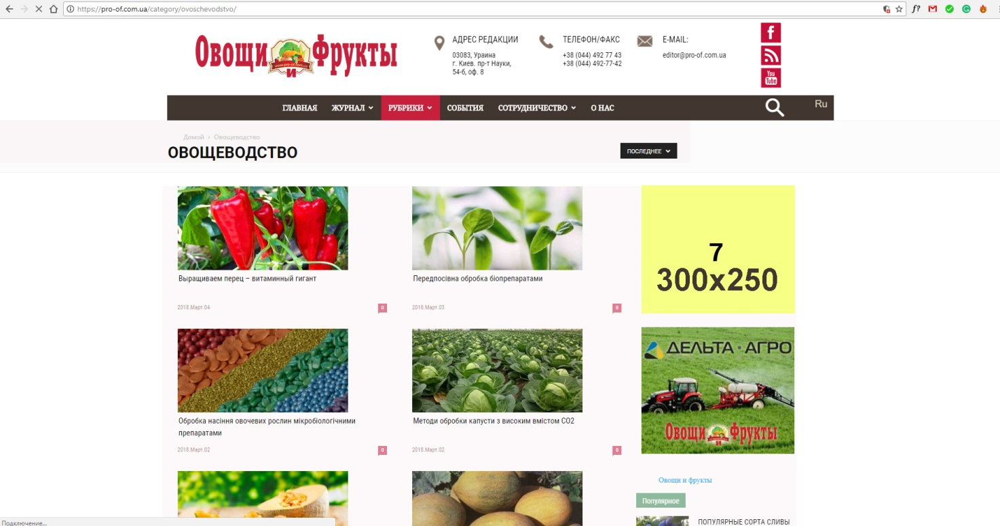 https://pro-of.com.ua/category/ovoschevodstvo/
f?
Овощи и Фрукты
www.pro-of.com.ua
АДРЕС РЕДАКЦИИ
03083, Ураина
г. Киев. пр-т Науки,
54-б, оф. 8
ТЕЛЕФОН/ФАКС
+38 (044) 492 77 43
+38 (044) 492-77-42
E-MAIL:
editor@pro-of.com.ua
f
You
Tube
ГЛАВНАЯ ЖУРНАЛ РУБРИКИ СОБЫТИЯ СОТРУДНИЧЕСТВО О НАС
Ru
Домой › Овощеводство
ОВОЩЕВОДСТВО
ПОСЛЕДНЕЕ
Выращиваем перец – витаминный гигант
2018.Март.04
0
Передпосівна обробка біопрепаратами
2018.Март.03
0
Обробка насіння овочевих рослин мікробіологічними
препаратами
2018.Март.02
0
Методи обробки капусти з високим вмістом СО2
2018.Март.02
0
7
300x250
ДЕЛЬТА · АГРО
Овощи и Фрукты
Овощи и фрукты
Популярное
ПОПУЛЯРНЫЕ СОРТА СЛИВЫ
Подключение...